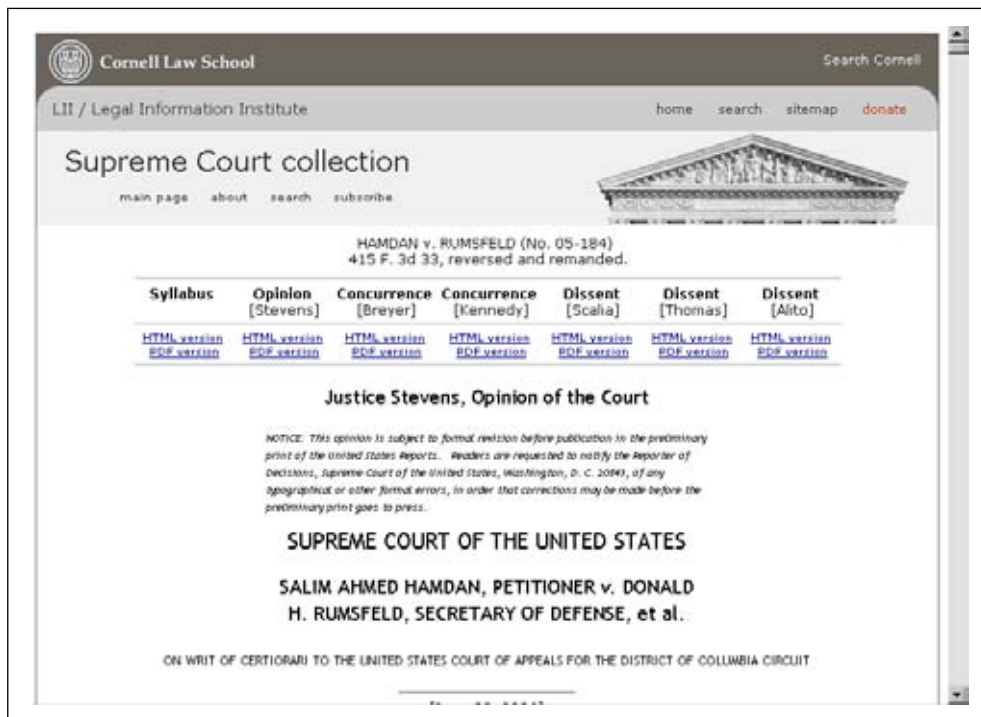 Cornell Law School
Search Cornell
LII / Legal Information Institute
home search sitemap donate
Supreme Court collection
main page about search subscribe
HAMDAN v. RUMSFELD (No. 05-184)
415 F. 3d 33, reversed and remanded.
Syllabus Opinion Concurrence Concurrence Dissent Dissent Dissent
[Stevens] [Breyer] [Kennedy] [Scalia] [Thomas] [Alito]
HTML version HTML version HTML version HTML version HTML version HTML version HTML version
PDF version PDF version PDF version PDF version PDF version PDF version PDF version
Justice Stevens, Opinion of the Court
NOTICE: This opinion is subject to formal revision before publication in the preliminary
print of the United States Reports. Readers are requested to notify the Reporter of
Decisions, Supreme Court of the United States, Washington, D. C. 20543, of any
typographical or other formal errors, in order that corrections may be made before the
preliminary print goes to press.
SUPREME COURT OF THE UNITED STATES
SALIM AHMED HAMDAN, PETITIONER v. DONALD
H. RUMSFELD, SECRETARY OF DEFENSE, et al.
ON WRIT OF CERTIORARI TO THE UNITED STATES COURT OF APPEALS FOR THE DISTRICT OF COLUMBIA CIRCUIT